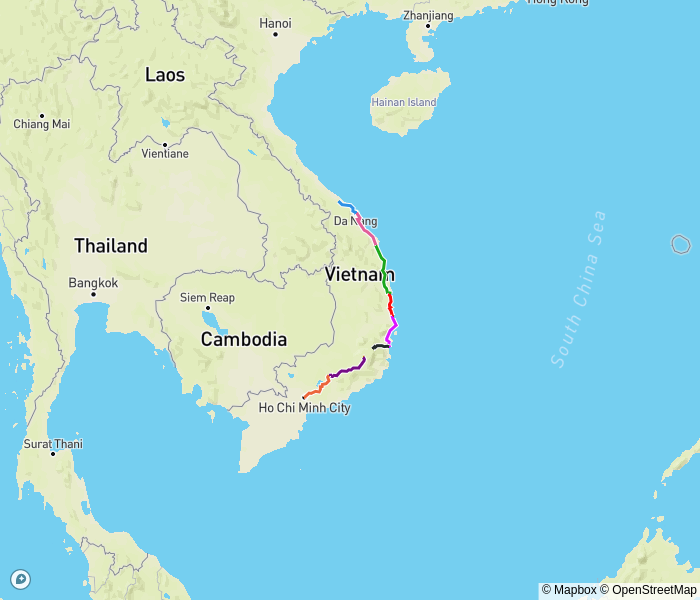 Hong Kong
Zhanjiang
Hanoi
Laos
Hainan Island
Chiang Mai
Vientiane
Da Nang
Thailand
Vietnam
South China Sea
Bangkok
Siem Reap
Cambodia
Ho Chi Minh City
Surat Thani
© Mapbox © OpenStreetMap